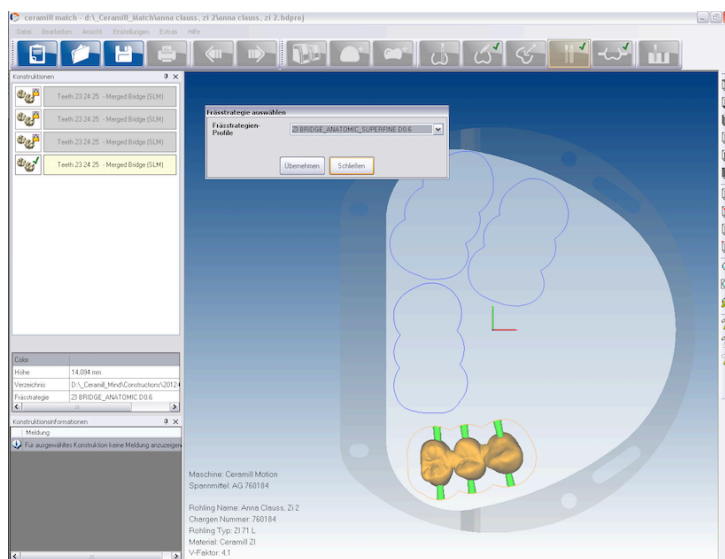 ceramill match - d:\_Ceramill_Match\anna clauss, zi 2\anna clauss, zi 2.bdproj
Datei Bearbeiten Ansicht Einstellungen Extras Hilfe
Konstruktionen
Teeth 23 24 25 - Merged Bridge (SLM)
Teeth 23 24 25 - Merged Bridge (SLM)
Teeth 23 24 25 - Merged Bridge (SLM)
Teeth 23 24 25 - Merged Bridge (SLM)
Frässtrategie auswählen
Frässtrategien-
Profile
ZI BRIDGE_ANATOMIC_SUPERFINE D0.6
Übernehmen
Schließen
Color
Höhe 14,094 mm
Verzeichnis D:\_Ceramill_Mind\Constructions\2012-
Frässtrategie ZI BRIDGE_ANATOMIC D0.6
Konstruktionsinformationen
Meldung
Für ausgewähltes Konstruktion keine Meldung anzuzeigen
Maschine: Ceramill Motion
Spannmittel: AG 760184
Rohling Name: Anna Clauss, Zi 2
Chargen Nummer: 760184
Rohling Typ: ZI 71 L
Material: Ceramill ZI
V-Faktor: 4,1